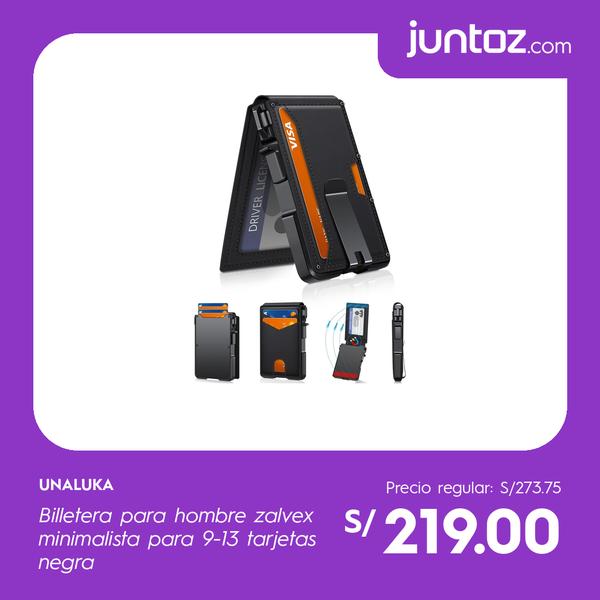 juntoz.com
VISA
DRIVER LICEN
UNALUKA
Billetera para hombre zalvex
minimalista para 9-13 tarjetas
negra
Precio regular: S/273.75
S/219.00